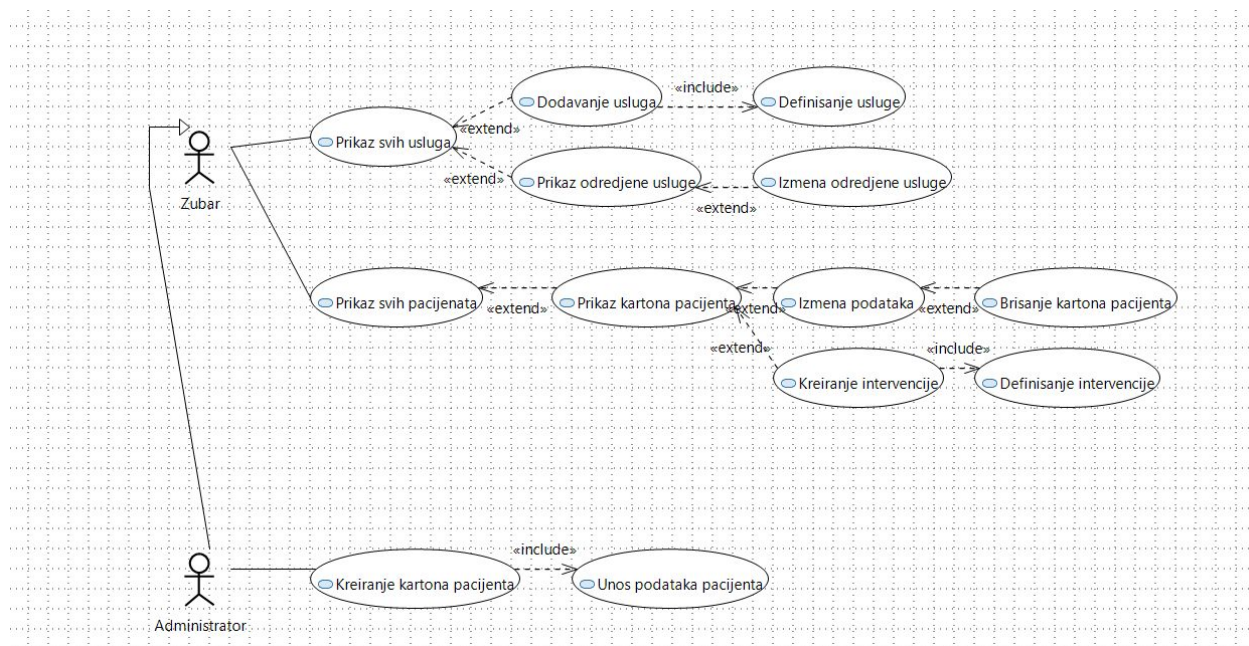 Dodavanje usluga
«include»
Definisanje usluge
Prikaz svih usluga
«extend»
«extend»
Prikaz odredjene usluge
Izmena odredjene usluge
«extend»
Zubar
Prikaz svih pacijenata
«extend»
Prikaz kartona pacijenta
«extend»
Izmena podataka
«extend»
Brisanje kartona pacijenta
«extend»
Kreiranje intervencije
«include»
Definisanje intervencije
Administrator
Kreiranje kartona pacijenta
«include»
Unos podataka pacijenta